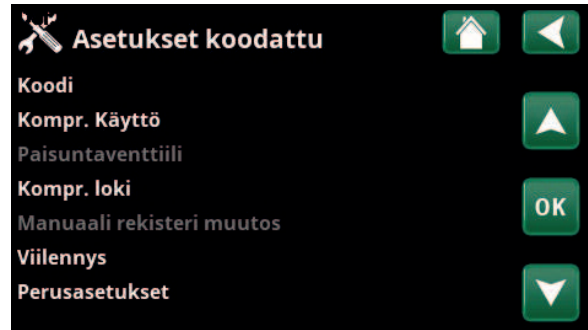 Asetukset koodattu
Koodi
Kompr. Käyttö
Paisuntaventtiili
Kompr. loki
OK
Manuaali rekisteri muutos
Viilennys
Perusasetukset